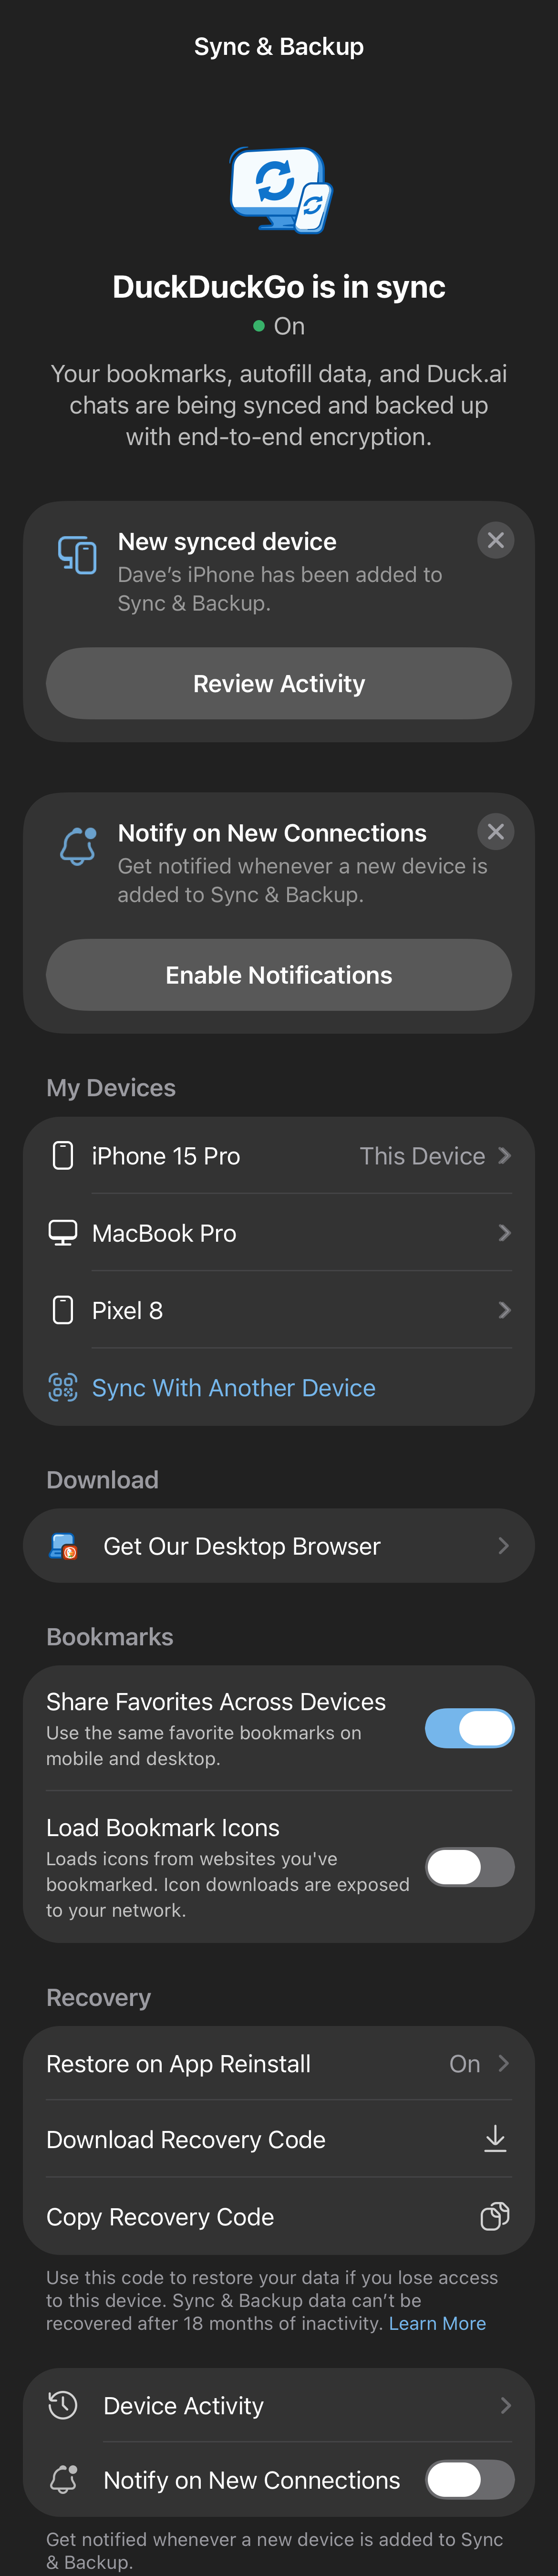 Sync & Backup
DuckDuckGo is in sync
On
Your bookmarks, autofill data, and Duck.ai
chats are being synced and backed up
with end-to-end encryption.
New synced device
Dave’s iPhone has been added to
Sync & Backup.
Review Activity
Notify on New Connections
Get notified whenever a new device is
added to Sync & Backup.
Enable Notifications
My Devices
iPhone 15 Pro
This Device
MacBook Pro
Pixel 8
Sync With Another Device
Download
Get Our Desktop Browser
Bookmarks
Share Favorites Across Devices
Use the same favorite bookmarks on
mobile and desktop.
Load Bookmark Icons
Loads icons from websites you've
bookmarked. Icon downloads are exposed
to your network.
Recovery
Restore on App Reinstall
On
Download Recovery Code
Copy Recovery Code
Use this code to restore your data if you lose access
to this device. Sync & Backup data can’t be
recovered after 18 months of inactivity. Learn More
Device Activity
Notify on New Connections
Get notified whenever a new device is added to Sync
& Backup.